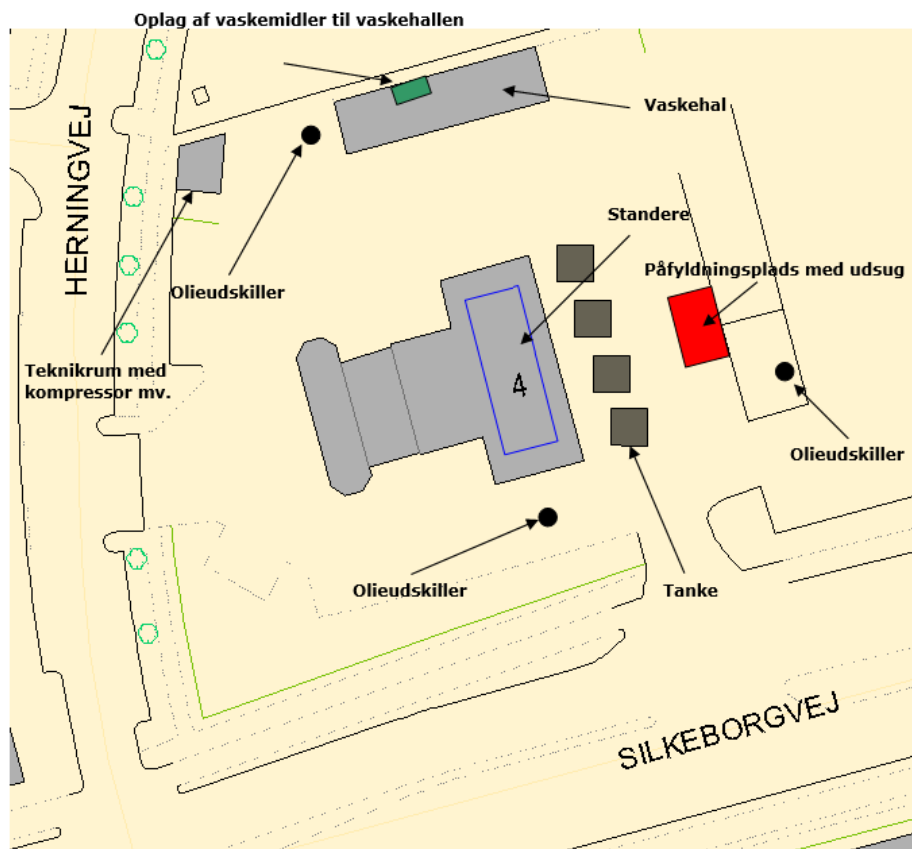 Oplag af vaskemidler til vaskehallen
Vaskehal
HERNINGVEJ
Standere
Påfyldningsplads med udsug
Olieudskiller
Teknikrum med
kompressor mv.
4
Olieudskiller
Olieudskiller
Tanke
SILKEBORGVEJ